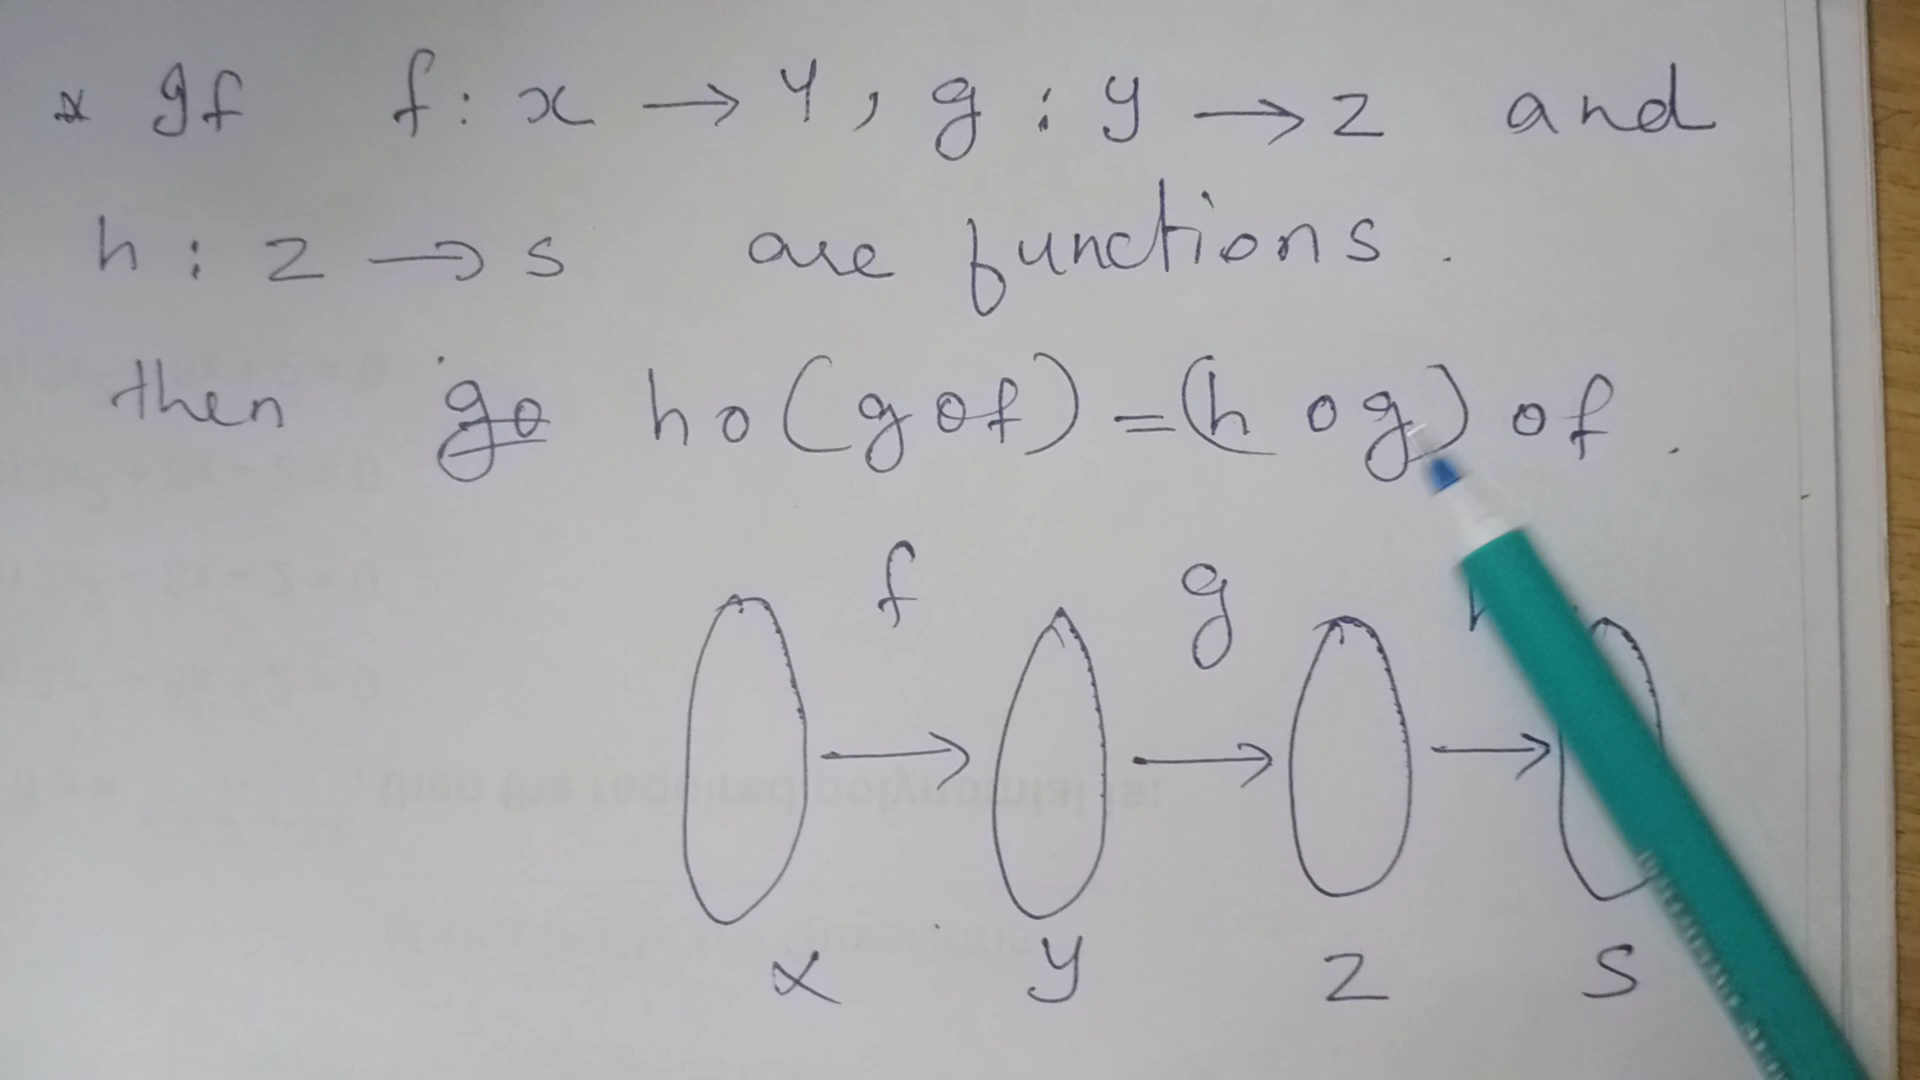 * If f : x → y, g : y → z and
h : z → s are functions.
then go ho(gof) = (hog) of.
f g
x y z s